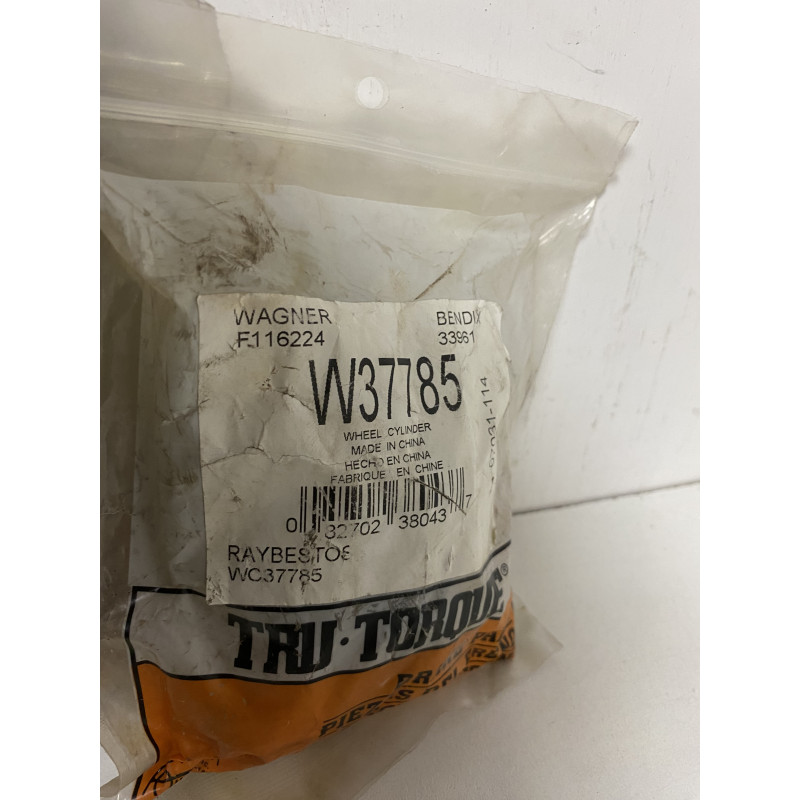 WAGNER
F116224
BENDIX
33961
W37785
WHEEL CYLINDER
MADE IN CHINA
HECHO EN CHINA
FABRIQUE EN CHINE
0 32702 38043 7
RAYBESTOS
WC37785
TRU·TORQUE®
PIEZAS